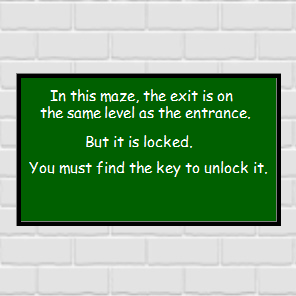 In this maze, the exit is on
the same level as the entrance.
But it is locked.
You must find the key to unlock it.